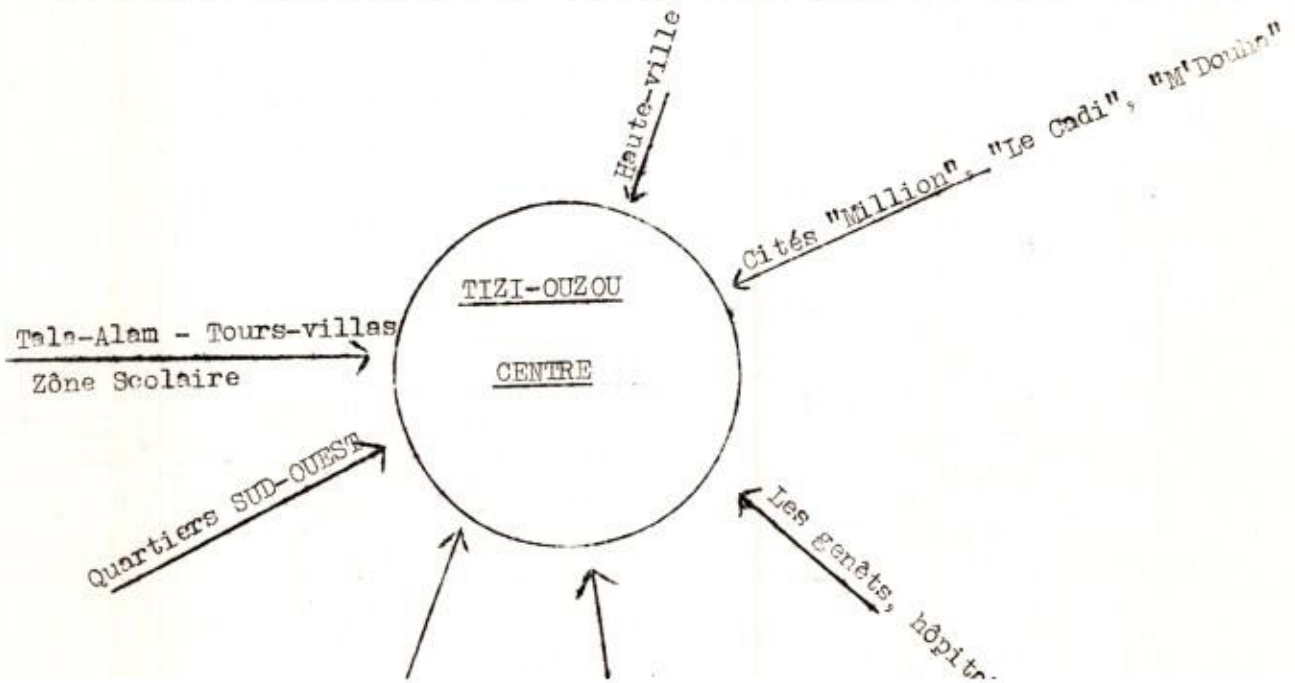 Haute-ville
Cités "Million", "Le Cadi", "M'Douha"
TIZI-OUZOU
CENTRE
Tala-Alam - Tours-villas
Zône Scolaire
Quartiers SUD-OUEST
Les genêts,